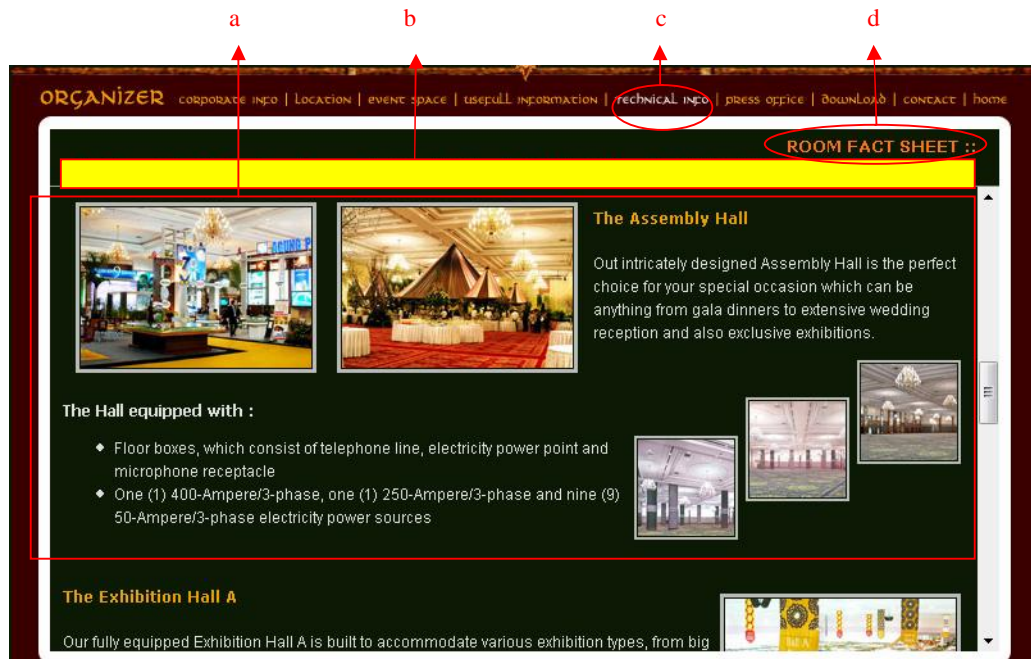 a b c d
ORGANIZER corporate info | Location | event space | usefull information | technical info | press office | download | contact | home
ROOM FACT SHEET ::
AGUNG P
9
The Assembly Hall
Out intricately designed Assembly Hall is the perfect
choice for your special occasion which can be
anything from gala dinners to extensive wedding
reception and also exclusive exhibitions.
The Hall equipped with :
Floor boxes, which consist of telephone line, electricity power point and
microphone receptacle
One (1) 400-Ampere/3-phase, one (1) 250-Ampere/3-phase and nine (9)
50-Ampere/3-phase electricity power sources
The Exhibition Hall A
Our fully equipped Exhibition Hall A is built to accommodate various exhibition types, from big